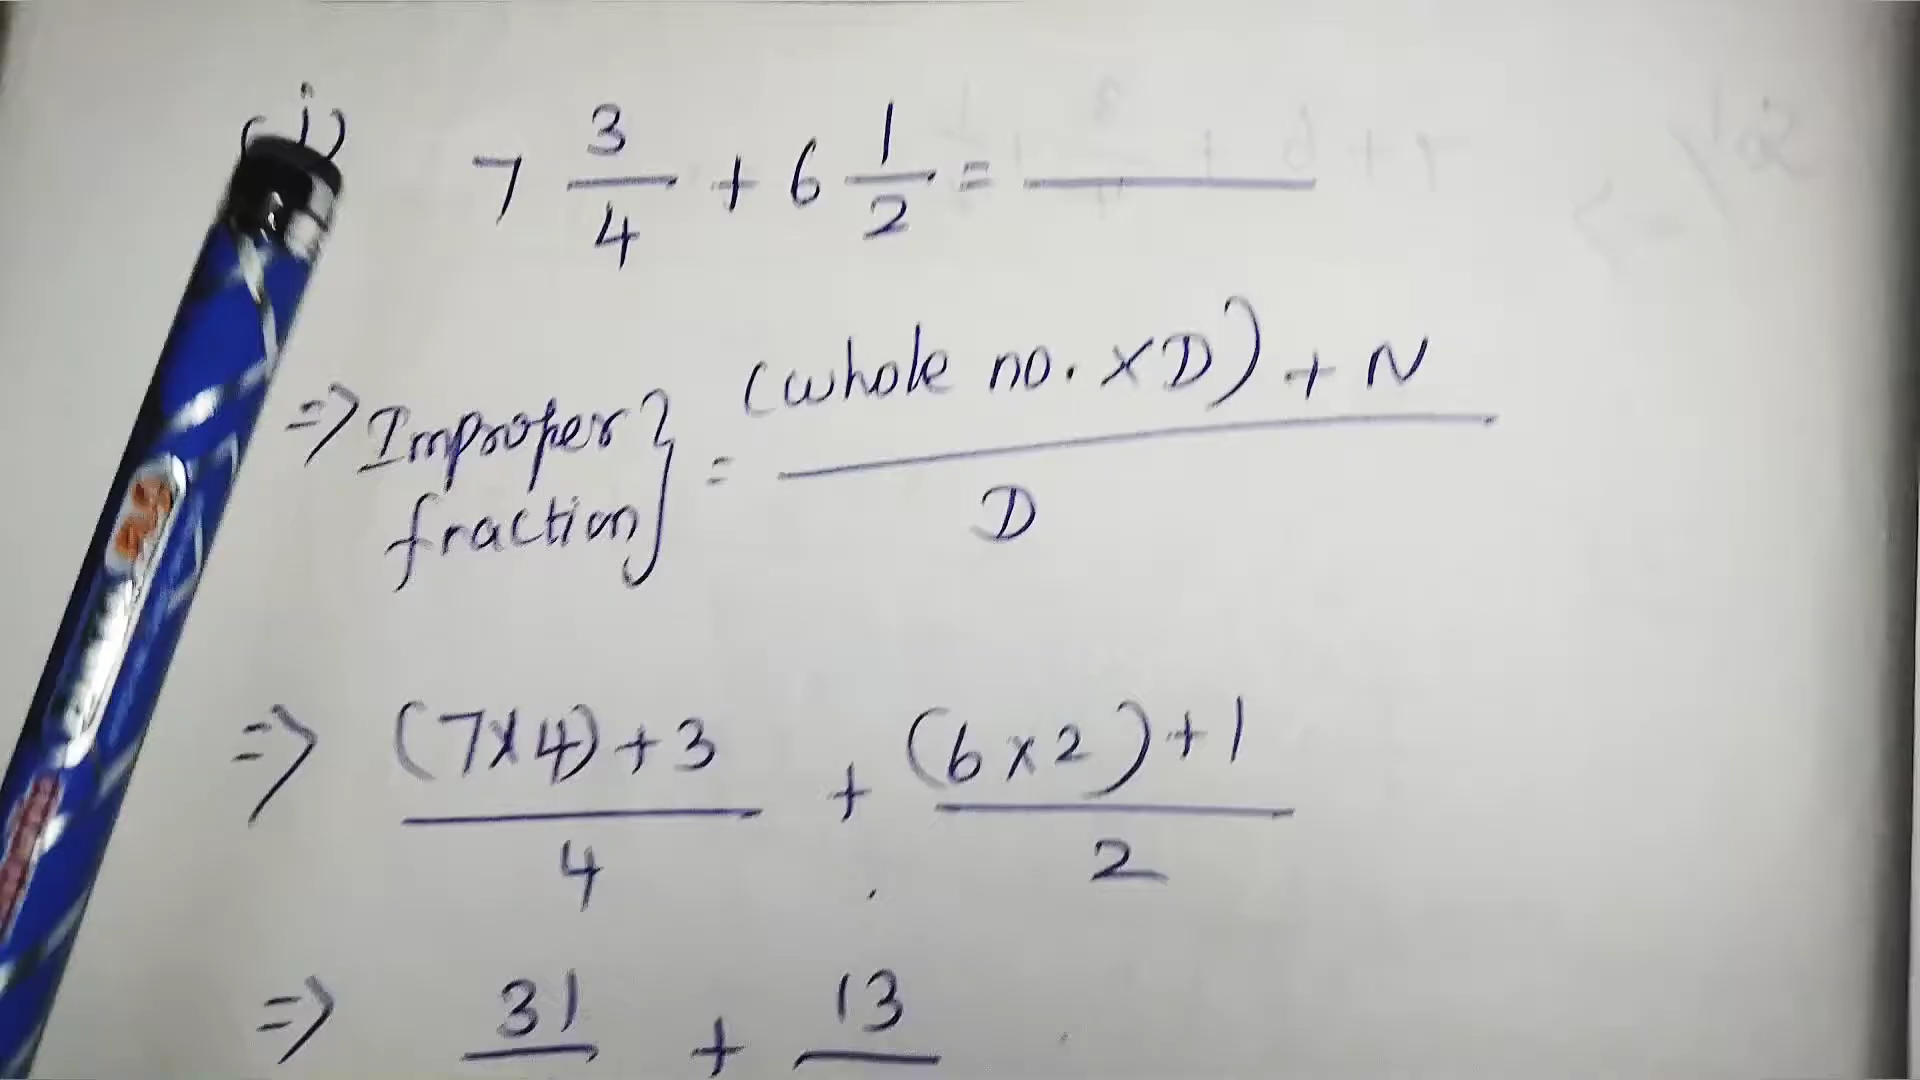 (i) 7 3/4 + 6 1/2 = ______
=> Improper fraction } = (whole no. × D) + N / D
=> (7×4)+3 / 4 + (6×2)+1 / 2
=> 31 + 13